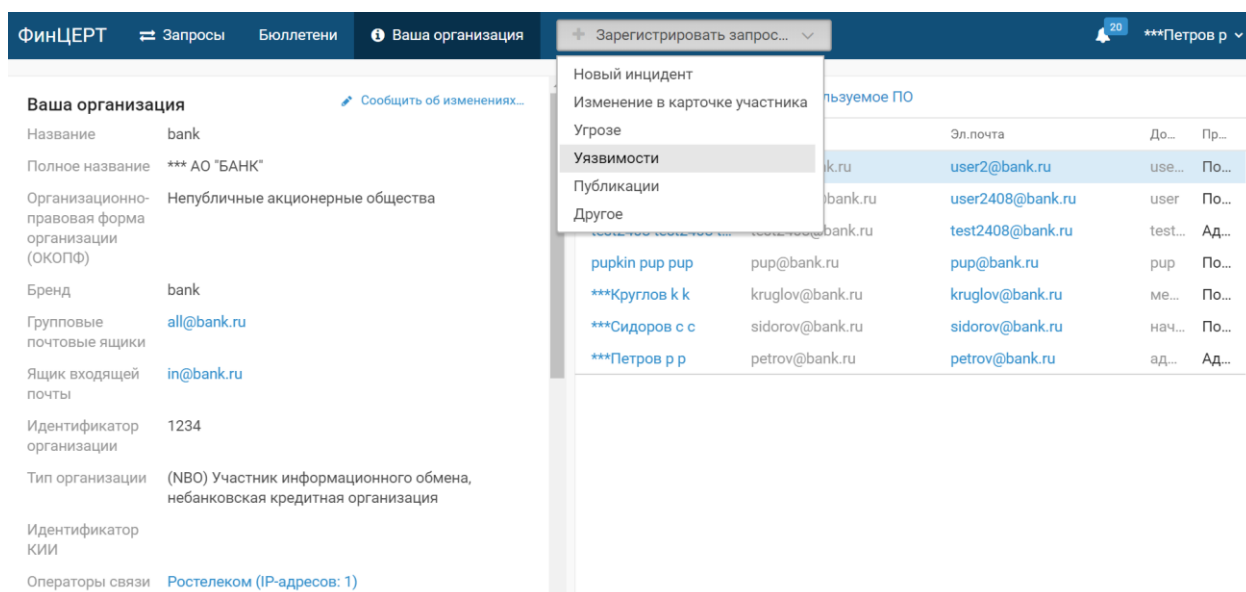 ФинЦЕРТ Запросы Бюллетени Ваша организация Зарегистрировать запрос... 20 ***Петров р
Новый инцидент
Изменение в карточке участника
Угрозе
Уязвимости
Публикации
Другое
Ваша организация Сообщить об изменениях...
Название bank
Полное название *** АО "БАНК"
Организационно- Непубличные акционерные общества
правовая форма
организации
(ОКОПФ)
Бренд bank
Групповые all@bank.ru
почтовые ящики
Ящик входящей in@bank.ru
почты
Идентификатор 1234
организации
Тип организации (NBO) Участник информационного обмена,
небанковская кредитная организация
Идентификатор
КИИ
Операторы связи Ростелеком (IP-адресов: 1)
ПО
Эл.почта До... Пр...
user2@bank.ru use... По...
bank.ru user2408@bank.ru user По...
test2408@bank.ru test... Ад...
pupkin pup pup pup@bank.ru pup@bank.ru pup По...
***Круглов k k kruglov@bank.ru kruglov@bank.ru ме... По...
***Сидоров с с sidorov@bank.ru sidorov@bank.ru нач... По...
***Петров р р petrov@bank.ru petrov@bank.ru ад... Ад...